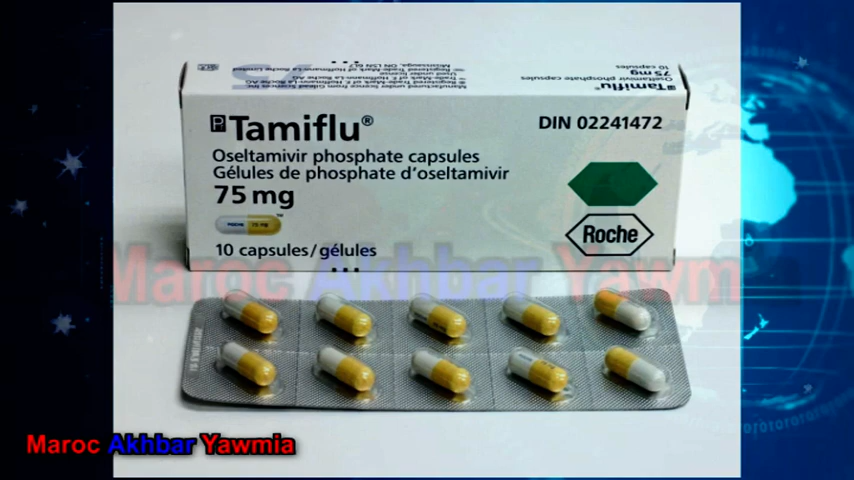 Tamiflu®
DIN 02241472
Oseltamivir phosphate capsules
Gélules de phosphate d'oseltamivir
75 mg
Roche
10 capsules/gélules
Maroc Akhbar Yawmia
Maroc Akhbar Yawmia